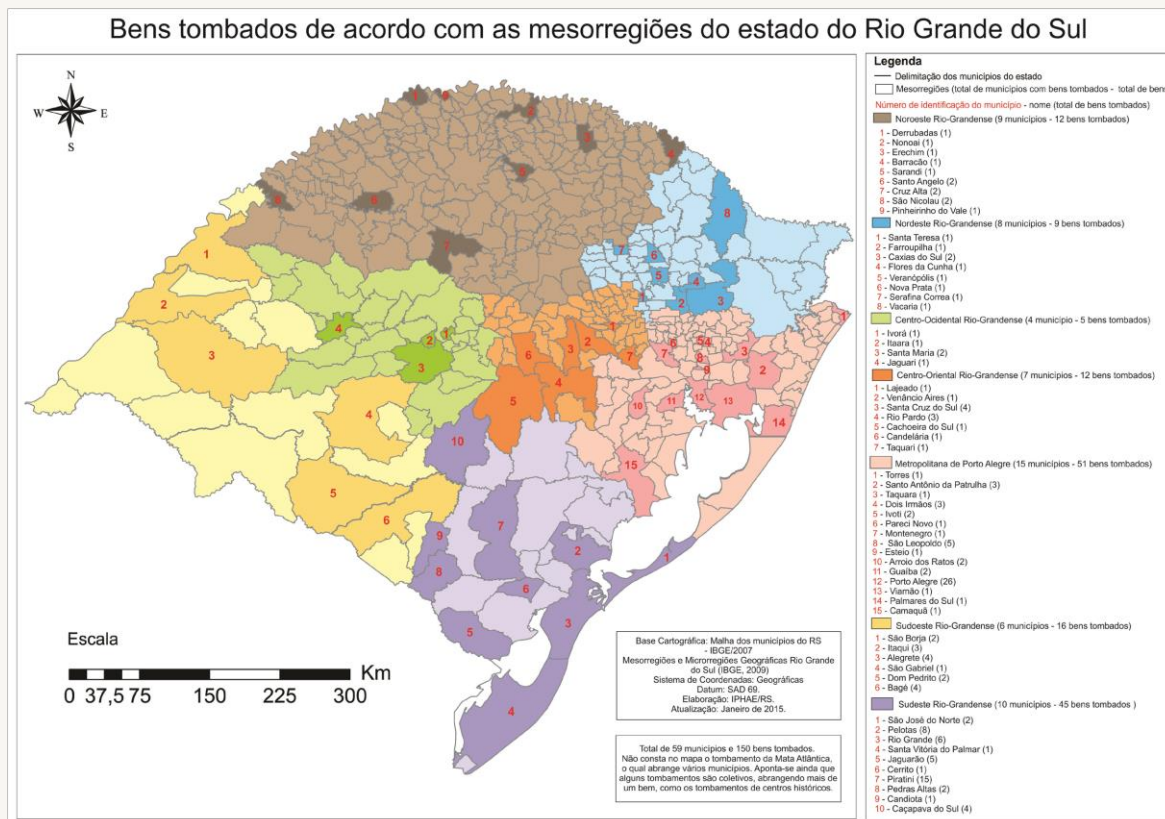 Bens tombados de acordo com as mesorregiões do estado do Rio Grande do Sul
N
W
E
S
Legenda
Delimitação dos municípios do estado
Mesorregiões (total de municípios com bens tombados - total de bens
Número de identificação do município - nome (total de bens tombados)
Noroeste Rio-Grandense (9 municípios - 12 bens tombados)
1 - Derrubadas (1)
2 - Nonoai (1)
3 - Erechim (1)
4 - Barracão (1)
5 - Sarandi (1)
6 - Santo Angelo (2)
7 - Cruz Alta (2)
8 - São Nicolau (2)
9 - Pinheirinho do Vale (1)
Nordeste Rio-Grandense (8 municípios - 9 bens tombados)
1 - Santa Teresa (1)
2 - Farroupilha (1)
3 - Caxias do Sul (2)
4 - Flores da Cunha (1)
5 - Veranópólis (1)
6 - Nova Prata (1)
7 - Serafina Correa (1)
8 - Vacaria (1)
Centro-Ocidental Rio-Grandense (4 município - 5 bens tombados)
1 - Ivorá (1)
2 - Itaara (1)
3 - Santa Maria (2)
4 - Jaguari (1)
Centro-Oriental Rio-Grandense (7 municípios - 12 bens tombados)
1 - Lajeado (1)
2 - Venâncio Aires (1)
3 - Santa Cruz do Sul (4)
4 - Rio Pardo (3)
5 - Cachoeira do Sul (1)
6 - Candelária (1)
7 - Taquari (1)
Metropolitana de Porto Alegre (15 municípios - 51 bens tombados)
1 - Torres (1)
2 - Santo Antônio da Patrulha (3)
3 - Taquara (1)
4 - Dois Irmãos (3)
5 - Ivoti (2)
6 - Pareci Novo (1)
7 - Montenegro (1)
8 - São Leopoldo (5)
9 - Esteio (1)
10 - Arroio dos Ratos (2)
11 - Guaíba (2)
12 - Porto Alegre (26)
13 - Viamão (1)
14 - Palmares do Sul (1)
15 - Camaquã (1)
Sudoeste Rio-Grandense (6 municípios - 16 bens tombados)
1 - São Borja (2)
2 - Itaqui (3)
3 - Alegrete (4)
4 - São Gabriel (1)
5 - Dom Pedrito (2)
6 - Bagé (4)
Sudeste Rio-Grandense (10 municípios - 45 bens tombados )
1 - São José do Norte (2)
2 - Pelotas (8)
3 - Rio Grande (6)
4 - Santa Vitória do Palmar (1)
5 - Jaguarão (5)
6 - Cerrito (1)
7 - Piratini (15)
8 - Pedras Altas (2)
9 - Candiota (1)
10 - Caçapava do Sul (4)
Escala
Km
0 37,5 75 150 225 300
Base Cartográfica: Malha dos municípios do RS
- IBGE/2007
Mesorregiões e Microrregiões Geográficas Rio Grande
do Sul (IBGE, 2009)
Sistema de Coordenadas: Geográficas
Datum: SAD 69.
Elaboração: IPHAE/RS.
Atualização: Janeiro de 2015.
Total de 59 municípios e 150 bens tombados.
Não consta no mapa o tombamento da Mata Atlântica,
o qual abrange vários municípios. Aponta-se ainda que
alguns tombamentos são coletivos, abrangendo mais de
um bem, como os tombamentos de centros históricos.